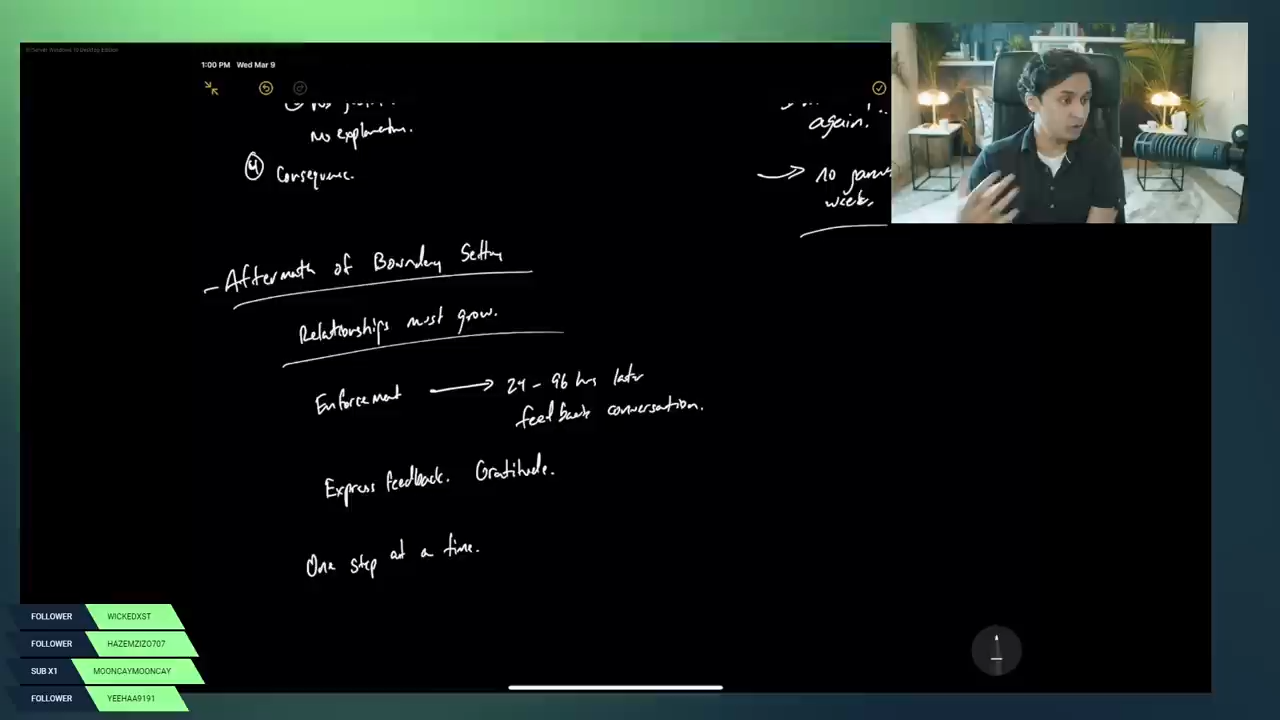 1:00 PM Wed Mar 9
no explanation.
④ Consequence.
again!"
→ 10 games
week.
- Aftermath of Boundary Setting
Relationships must grow.
Enforcement → 24 - 96 hrs later
feedback conversation.
Express feedback. Gratitude.
One step at a time.
FOLLOWER WICKEDXST
FOLLOWER HAZEMZIZO707
SUB X1 MOONCAYMOONCAY
FOLLOWER YEEHAA9191